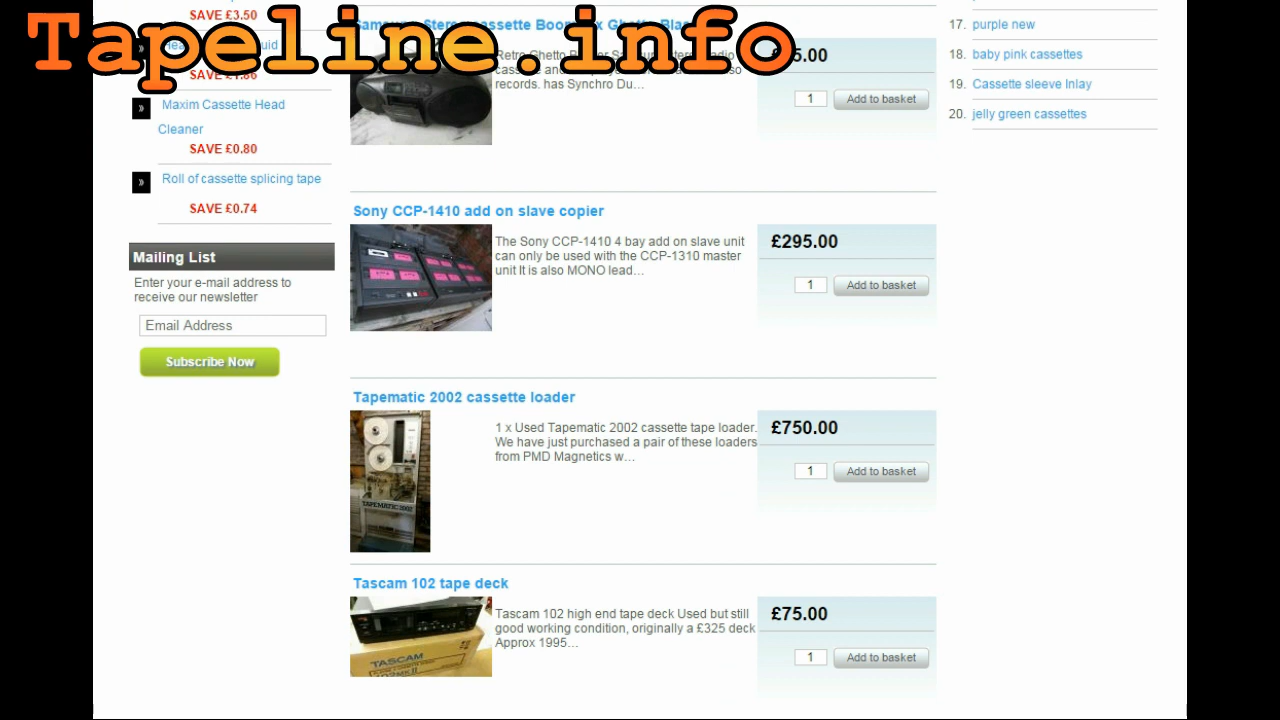 Tapeline.info
SAVE £3.50
Maxim Cassette Head
Cleaner
SAVE £0.80
Roll of cassette splicing tape
SAVE £0.74
Mailing List
Enter your e-mail address to
receive our newsletter
Email Address
Subscribe Now
records. has Synchro Du...
1
Add to basket
Sony CCP-1410 add on slave copier
The Sony CCP-1410 4 bay add on slave unit
can only be used with the CCP-1310 master
unit It is also MONO lead...
£295.00
1
Add to basket
Tapematic 2002 cassette loader
TAPEMATIC 2002
1 x Used Tapematic 2002 cassette tape loader.
We have just purchased a pair of these loaders
from PMD Magnetics w...
£750.00
1
Add to basket
Tascam 102 tape deck
TASCAM
102MKII
Tascam 102 high end tape deck Used but still
good working condition, originally a £325 deck
Approx 1995...
£75.00
1
Add to basket
17. purple new
18. baby pink cassettes
19. Cassette sleeve Inlay
20. jelly green cassettes